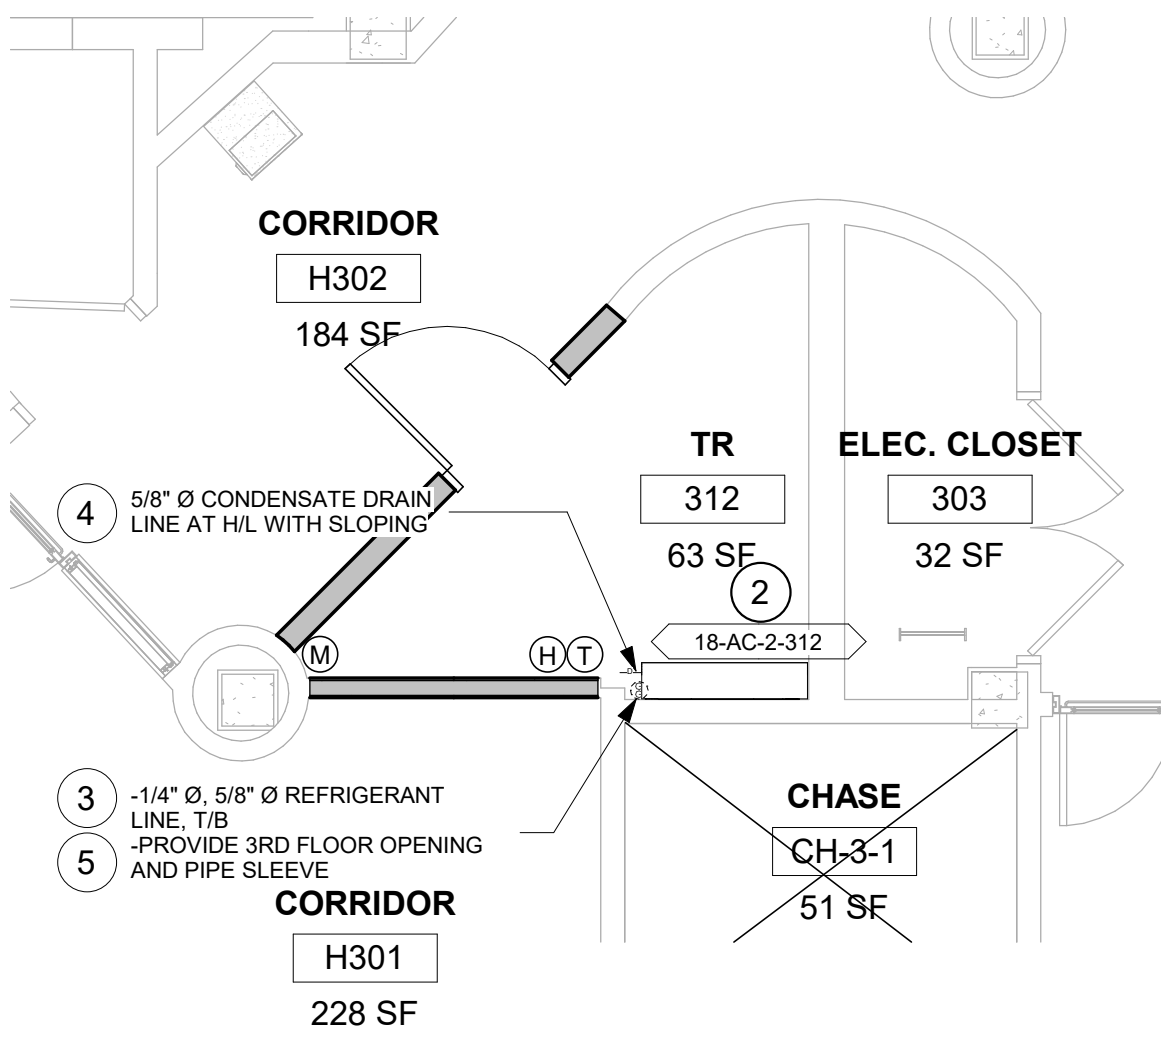 CORRIDOR
H302
184 SF
TR
312
63 SF
ELEC. CLOSET
303
32 SF
4
5/8" Ø CONDENSATE DRAIN
LINE AT H/L WITH SLOPING
2
18-AC-2-312
M
H
T
D
3
-1/4" Ø, 5/8" Ø REFRIGERANT
LINE, T/B
5
-PROVIDE 3RD FLOOR OPENING
AND PIPE SLEEVE
CHASE
CH-3-1
51 SF
CORRIDOR
H301
228 SF